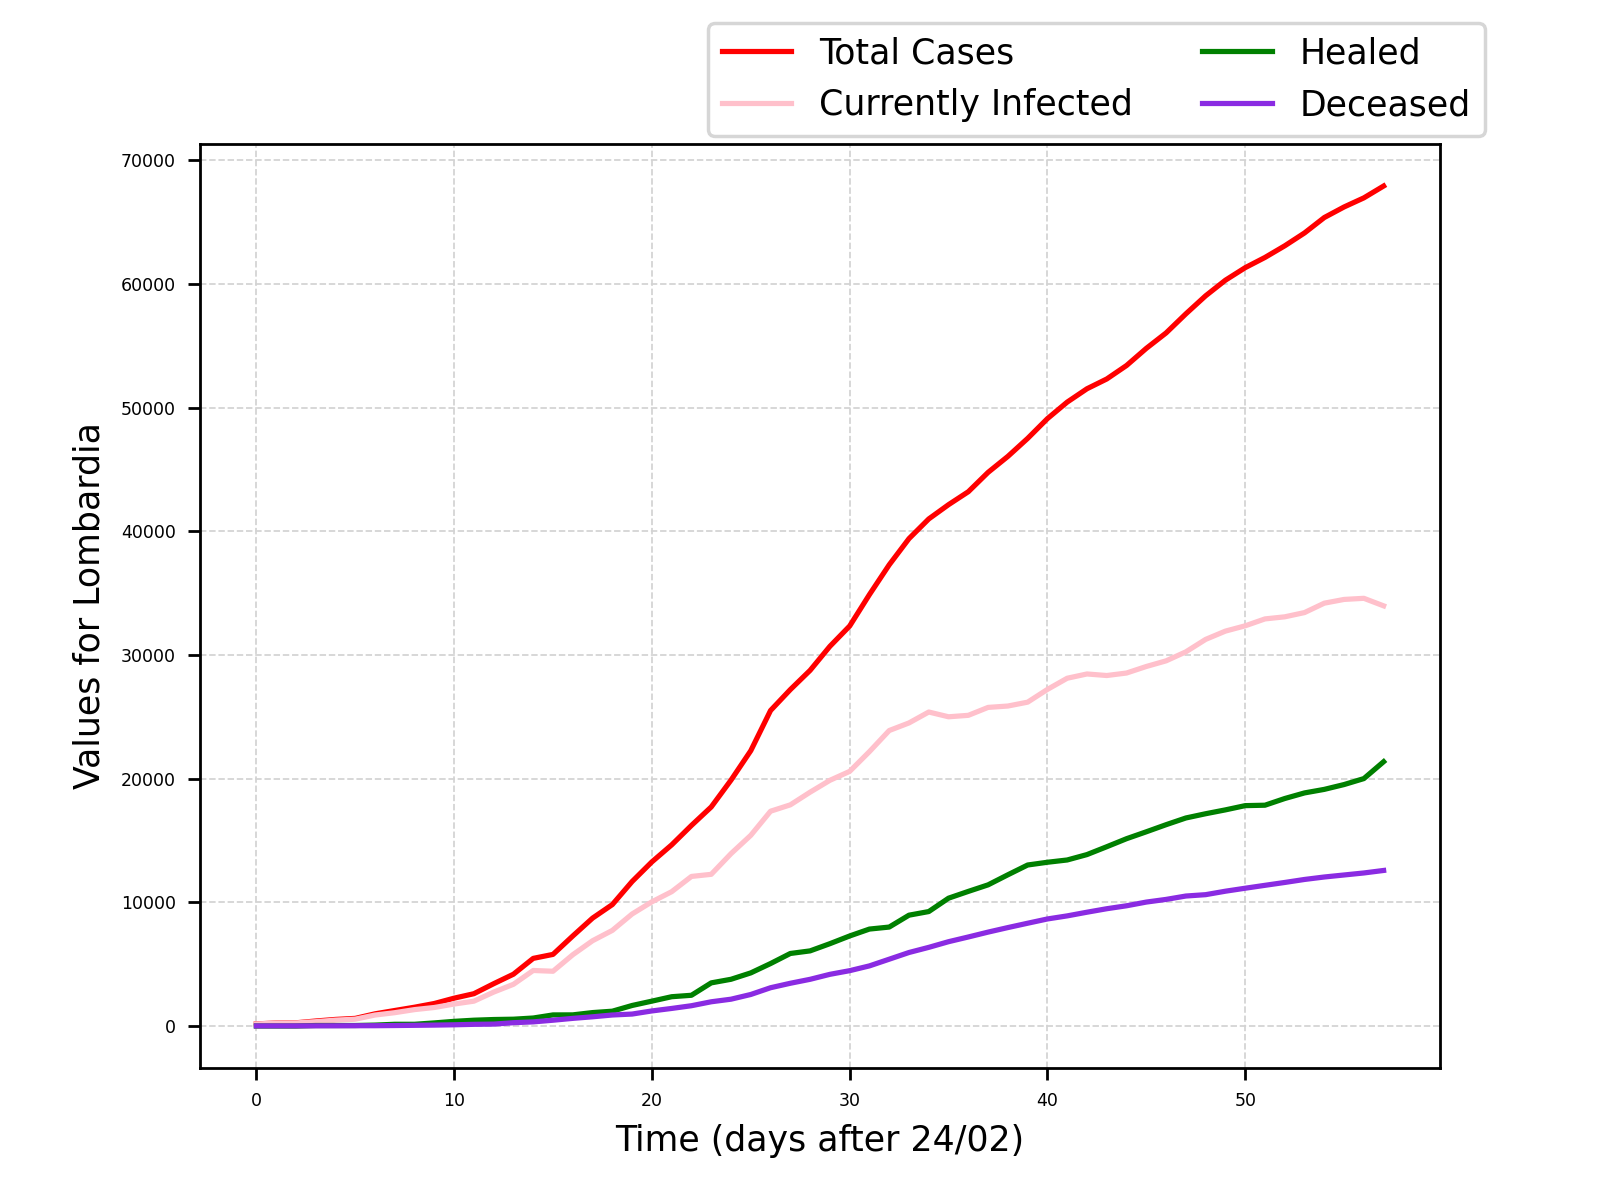 Total Cases
Currently Infected
Healed
Deceased
70000
60000
50000
40000
30000
20000
10000
0
Values for Lombardia
0 10 20 30 40 50
Time (days after 24/02)